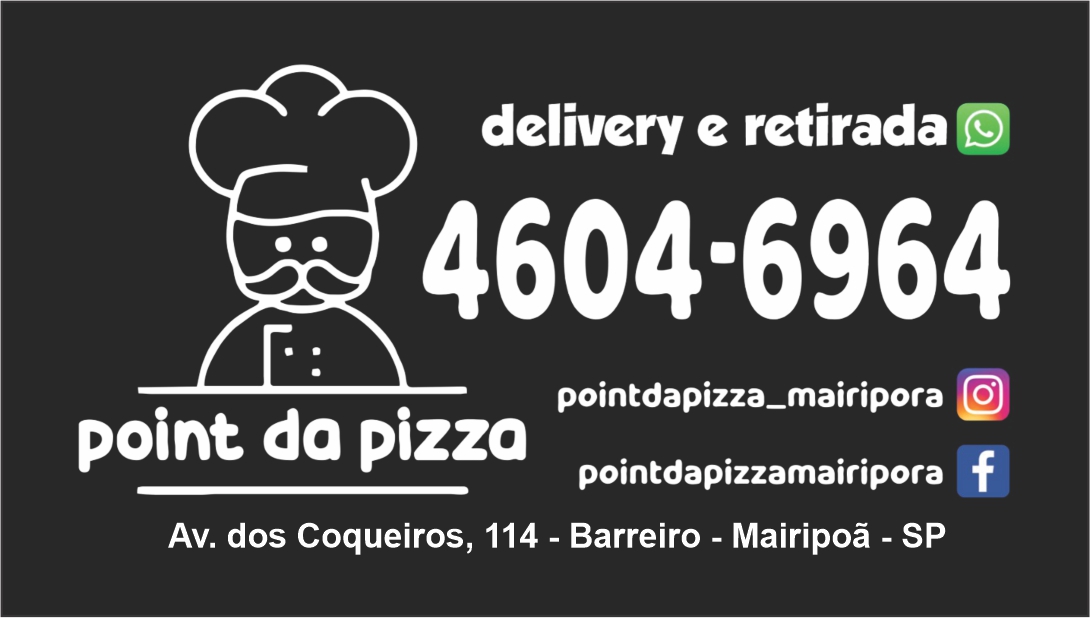 delivery e retirada
4604-6964
pointdapizza_mairipora
point da pizza
pointdapizzamairipora
Av. dos Coqueiros, 114 - Barreiro - Mairipoã - SP